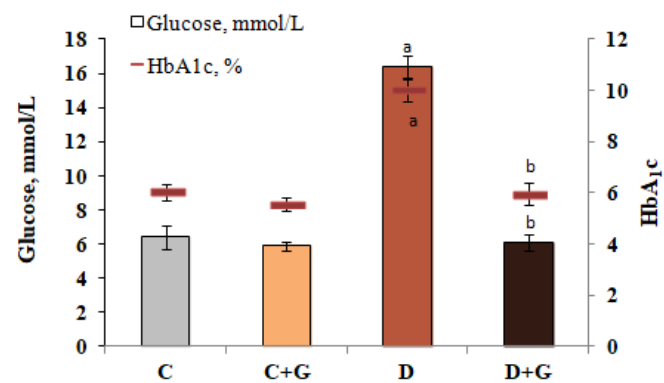 Glucose, mmol/L
HbA1c, %
Glucose, mmol/L
18
16
14
12
10
8
6
4
2
0
12
10
8
6
4
2
0
HbA₁c
a
a
b
b
C
C+G
D
D+G